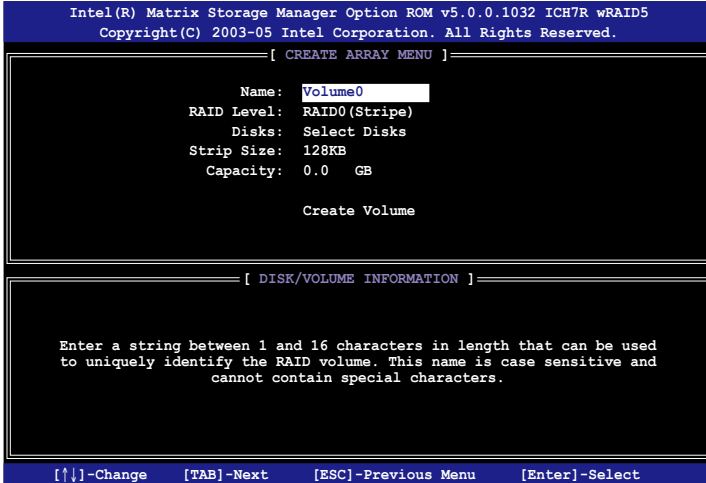 Intel(R) Matrix Storage Manager Option ROM v5.0.0.1032 ICH7R wRAID5
Copyright(C) 2003-05 Intel Corporation. All Rights Reserved.
[ CREATE ARRAY MENU ]
Name: Volume0
RAID Level: RAID0(Stripe)
Disks: Select Disks
Strip Size: 128KB
Capacity: 0.0 GB
Create Volume
[ DISK/VOLUME INFORMATION ]
Enter a string between 1 and 16 characters in length that can be used
to uniquely identify the RAID volume. This name is case sensitive and
cannot contain special characters.
[↑↓]-Change [TAB]-Next [ESC]-Previous Menu [Enter]-Select